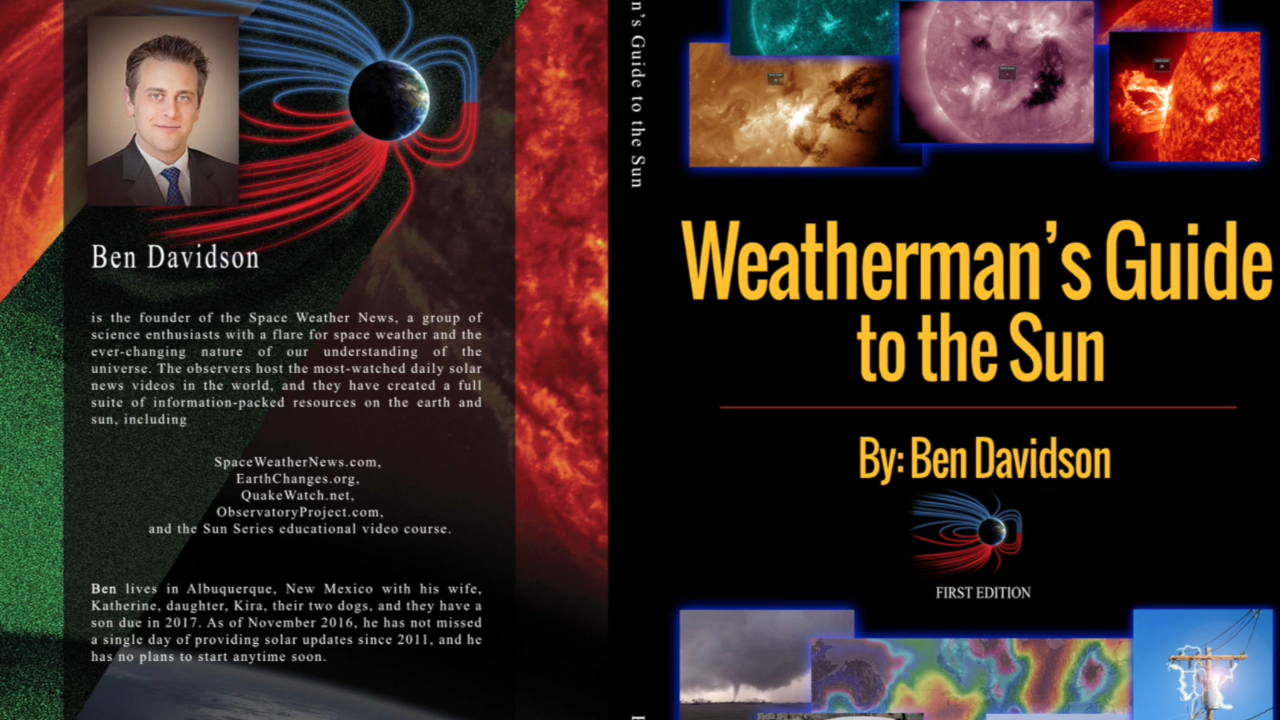 Ben Davidson
is the founder of the Space Weather News, a group of
science enthusiasts with a flare for space weather and the
ever-changing nature of our understanding of the
universe. The observers host the most-watched daily solar
news videos in the world, and they have created a full
suite of information-packed resources on the earth and
sun, including
SpaceWeatherNews.com,
EarthChanges.org,
QuakeWatch.net,
ObservatoryProject.com,
and the Sun Series educational video course.
Ben lives in Albuquerque, New Mexico with his wife,
Katherine, daughter, Kira, their two dogs, and they have a
son due in 2017. As of November 2016, he has not missed
a single day of providing solar updates since 2011, and he
has no plans to start anytime soon.
n's Guide to the Sun
Weatherman's Guide
to the Sun
By: Ben Davidson
FIRST EDITION